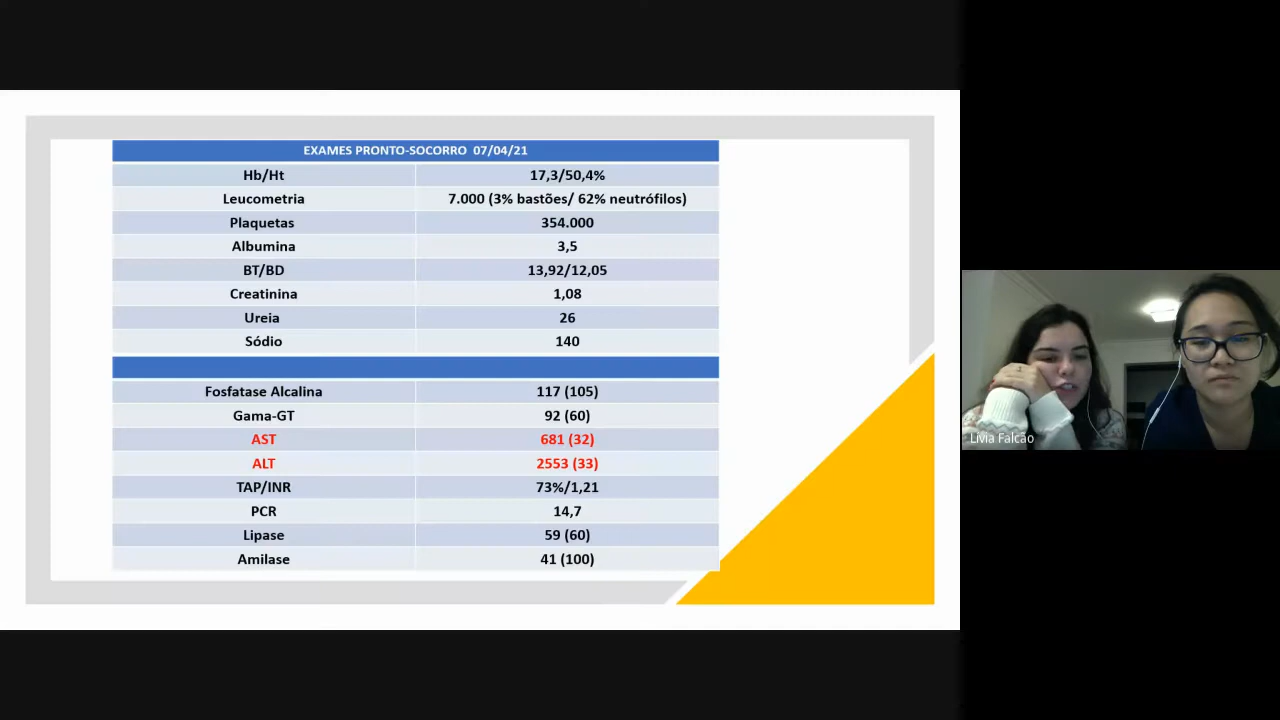 EXAMES PRONTO-SOCORRO 07/04/21
Hb/Ht 17,3/50,4%
Leucometria 7.000 (3% bastões/ 62% neutrófilos)
Plaquetas 354.000
Albumina 3,5
BT/BD 13,92/12,05
Creatinina 1,08
Ureia 26
Sódio 140
Fosfatase Alcalina 117 (105)
Gama-GT 92 (60)
AST 681 (32)
ALT 2553 (33)
TAP/INR 73%/1,21
PCR 14,7
Lipase 59 (60)
Amilase 41 (100)
Livia Falcão